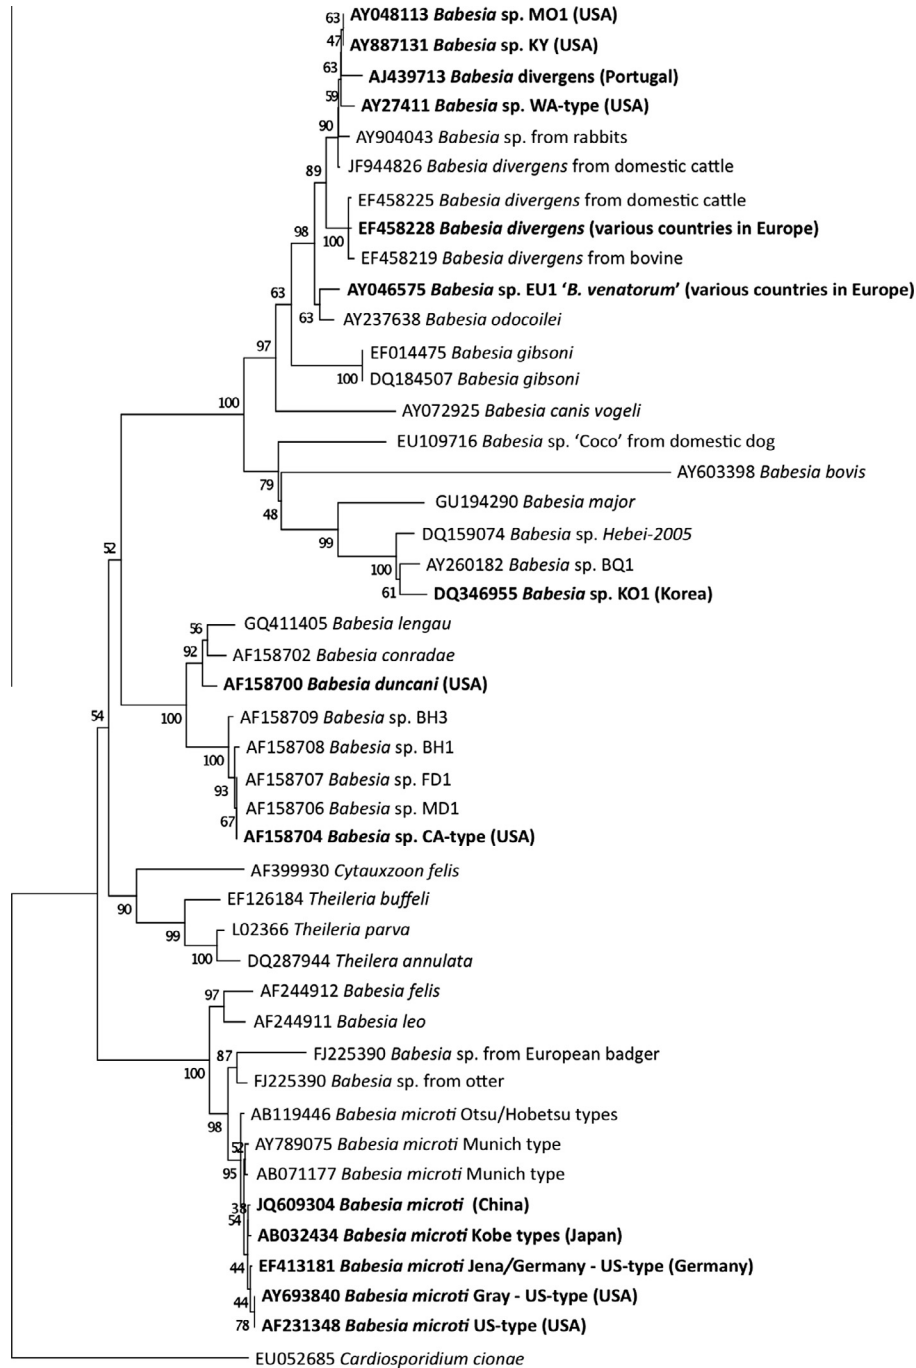 63 AY048113 Babesia sp. MO1 (USA)
47 AY887131 Babesia sp. KY (USA)
63 AJ439713 Babesia divergens (Portugal)
59 AY27411 Babesia sp. WA-type (USA)
90 AY904043 Babesia sp. from rabbits
JF944826 Babesia divergens from domestic cattle
89
EF458225 Babesia divergens from domestic cattle
EF458228 Babesia divergens (various countries in Europe)
98 100
EF458219 Babesia divergens from bovine
AY046575 Babesia sp. EU1 ‘B. venatorum’ (various countries in Europe)
63 63
AY237638 Babesia odocoilei
97 EF014475 Babesia gibsoni
100 DQ184507 Babesia gibsoni
100 AY072925 Babesia canis vogeli
EU109716 Babesia sp. ‘Coco’ from domestic dog
AY603398 Babesia bovis
79
GU194290 Babesia major
48
DQ159074 Babesia sp. Hebei-2005
99
AY260182 Babesia sp. BQ1
52 100
61 DQ346955 Babesia sp. KO1 (Korea)
56 GQ411405 Babesia lengau
92 AF158702 Babesia conradae
AF158700 Babesia duncani (USA)
54 100 AF158709 Babesia sp. BH3
AF158708 Babesia sp. BH1
100
AF158707 Babesia sp. FD1
93
AF158706 Babesia sp. MD1
67
AF158704 Babesia sp. CA-type (USA)
AF399930 Cytauxzoon felis
EF126184 Theileria buffeli
90
L02366 Theileria parva
99
DQ287944 Theilera annulata
100
97 AF244912 Babesia felis
AF244911 Babesia leo
87 FJ225390 Babesia sp. from European badger
100
FJ225390 Babesia sp. from otter
AB119446 Babesia microti Otsu/Hobetsu types
98
AY789075 Babesia microti Munich type
52
AB071177 Babesia microti Munich type
95
JQ609304 Babesia microti (China)
38
54
AB032434 Babesia microti Kobe types (Japan)
44 EF413181 Babesia microti Jena/Germany - US-type (Germany)
44 AY693840 Babesia microti Gray - US-type (USA)
78 AF231348 Babesia microti US-type (USA)
EU052685 Cardiosporidium cionae